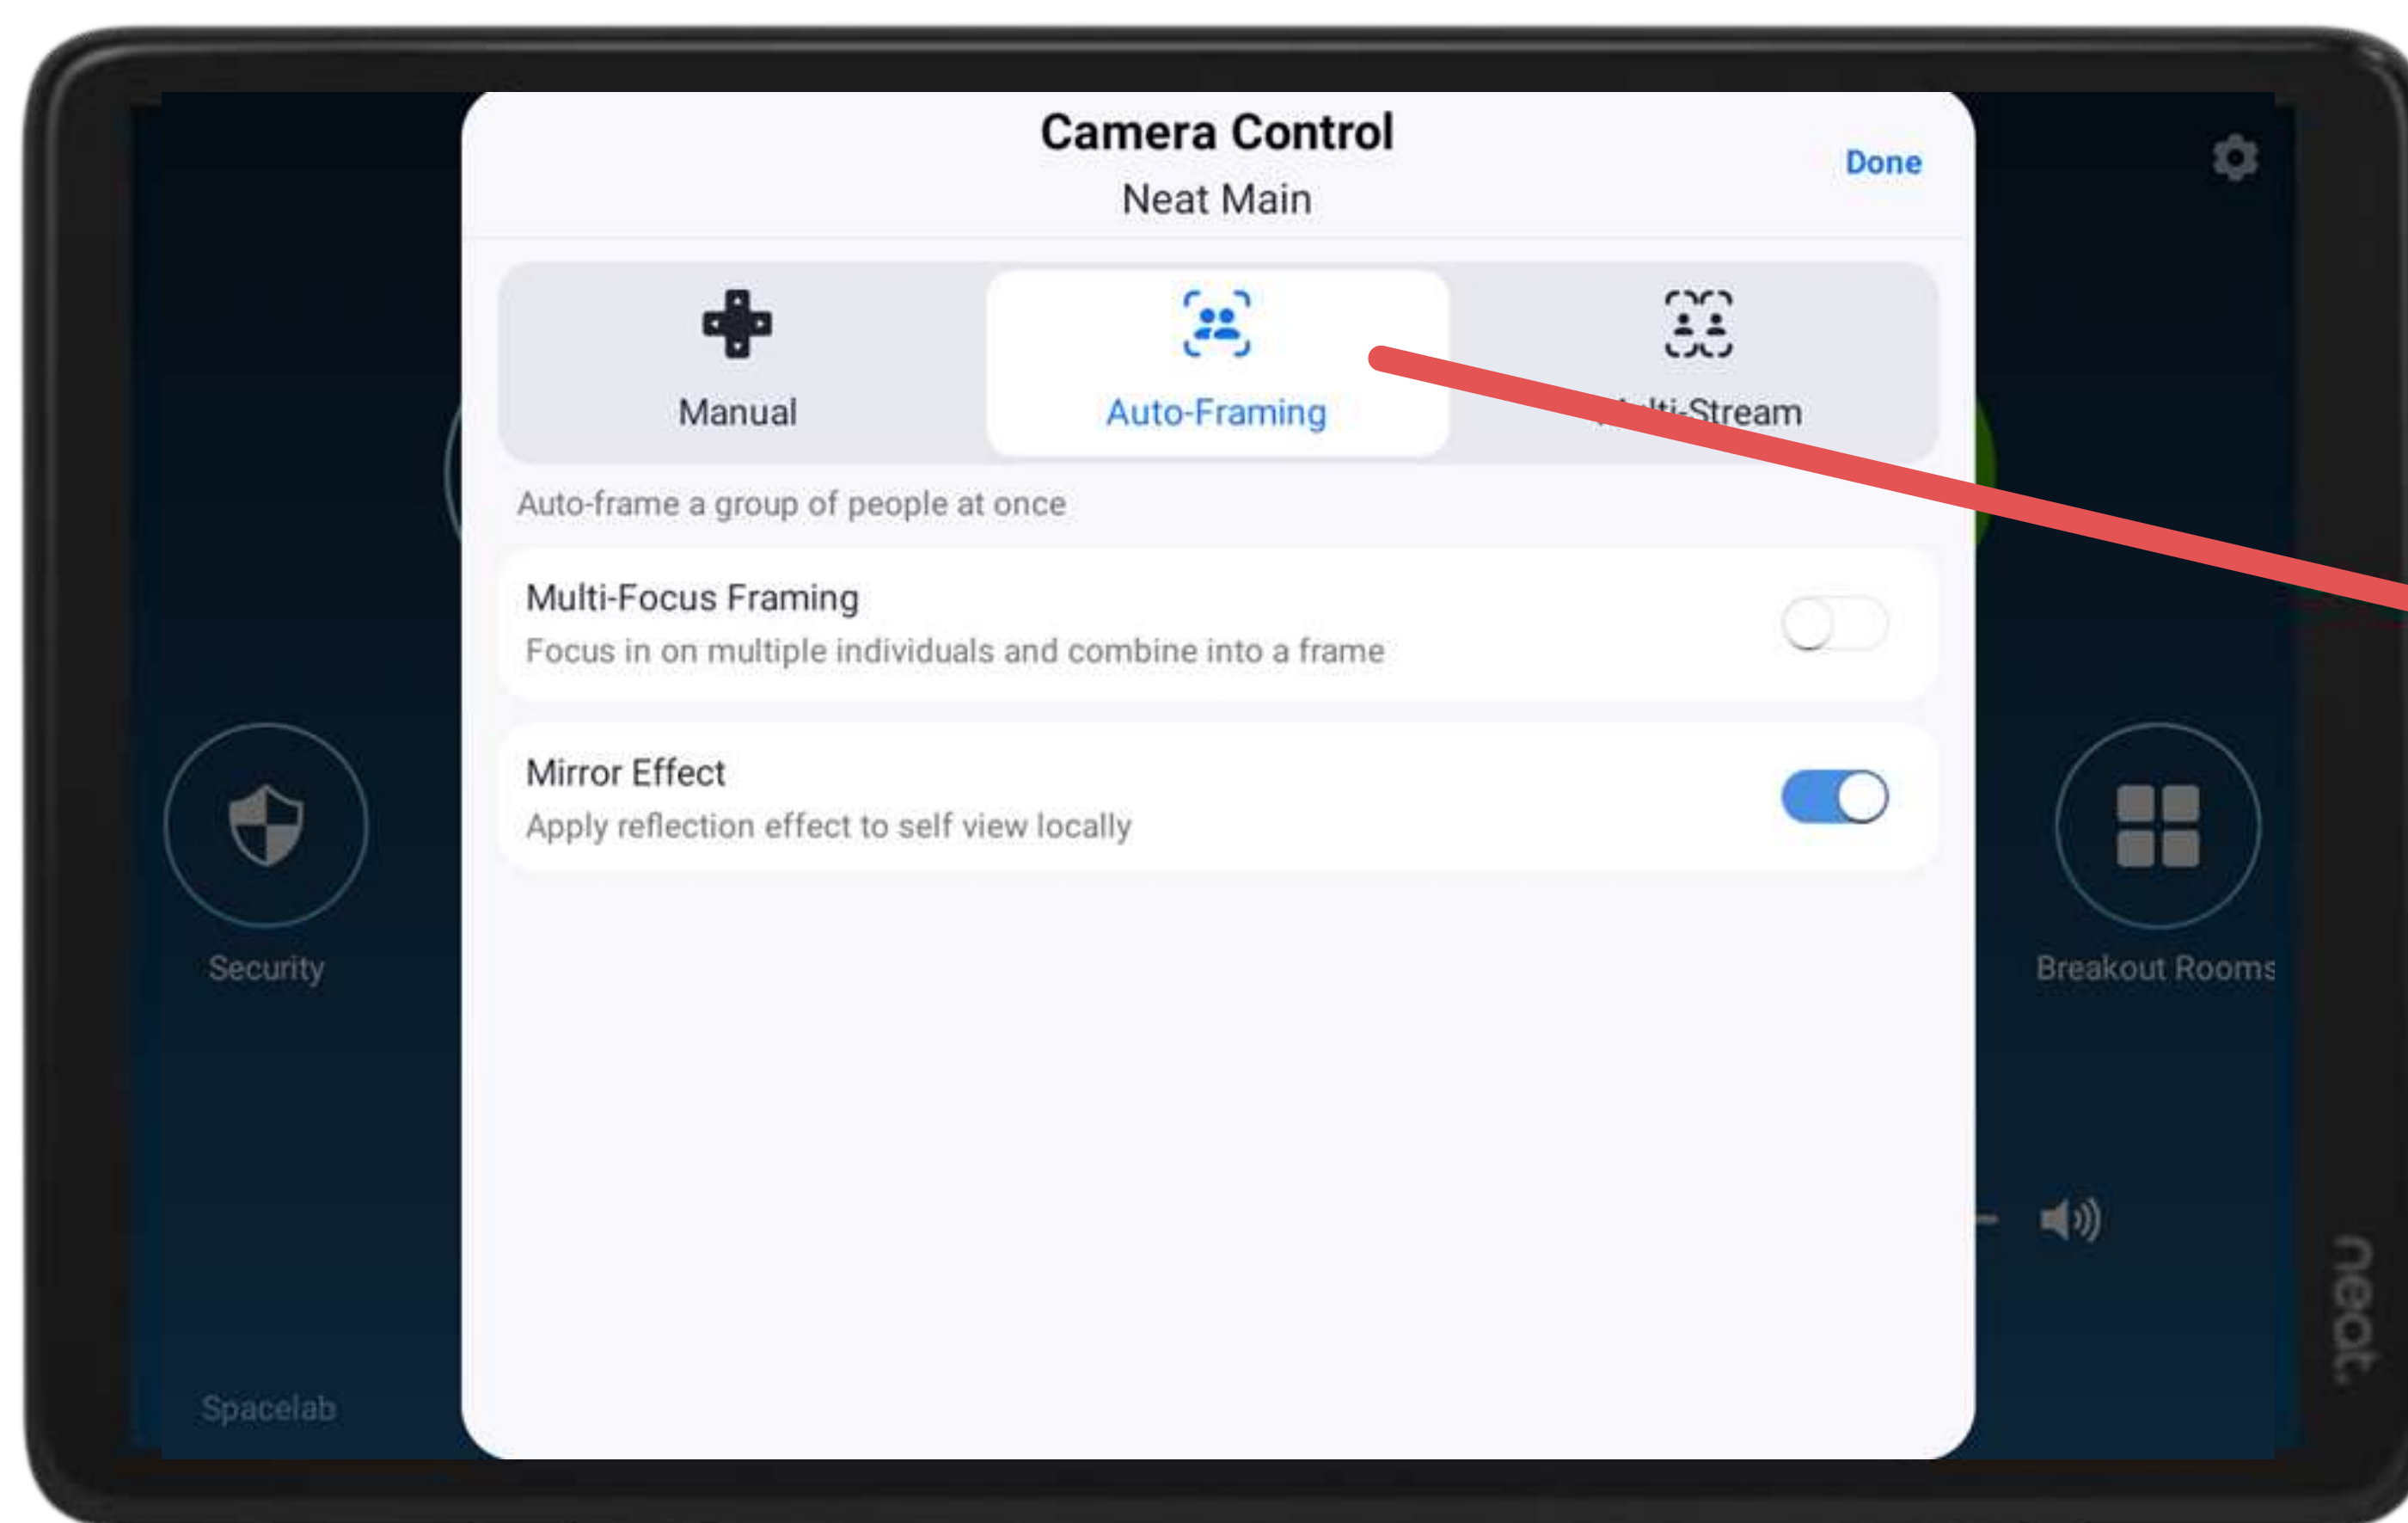 Camera Control
Neat Main
Done
Manual
Auto-Framing
Auto-frame a group of people at once
Multi-Focus Framing
Focus in on multiple individuals and combine into a frame
Mirror Effect
Apply reflection effect to self view locally
Security
Breakout Rooms
Spacelab
neat.